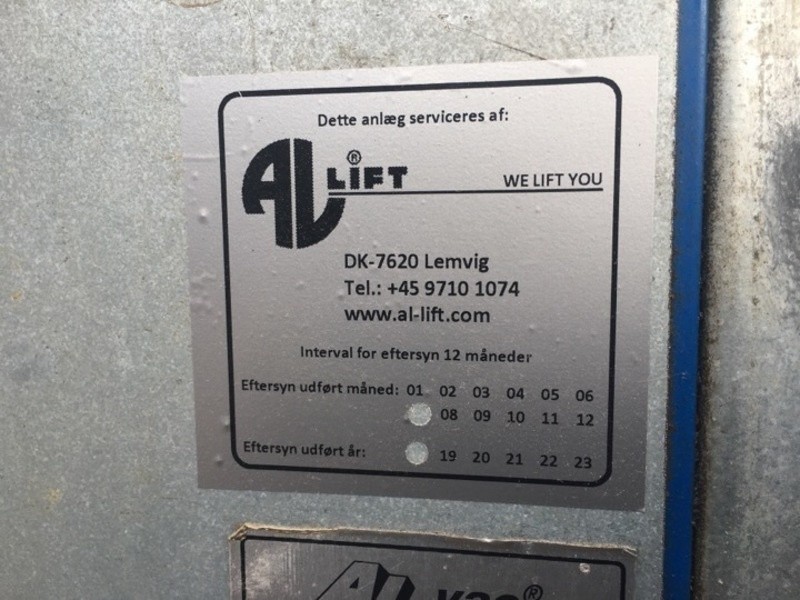 Dette anlæg serviceres af:
AL LIFT ®
WE LIFT YOU
DK-7620 Lemvig
Tel.: +45 9710 1074
www.al-lift.com
Interval for eftersyn 12 måneder
Eftersyn udført måned: 01 02 03 04 05 06
08 09 10 11 12
Eftersyn udført år: 19 20 21 22 23